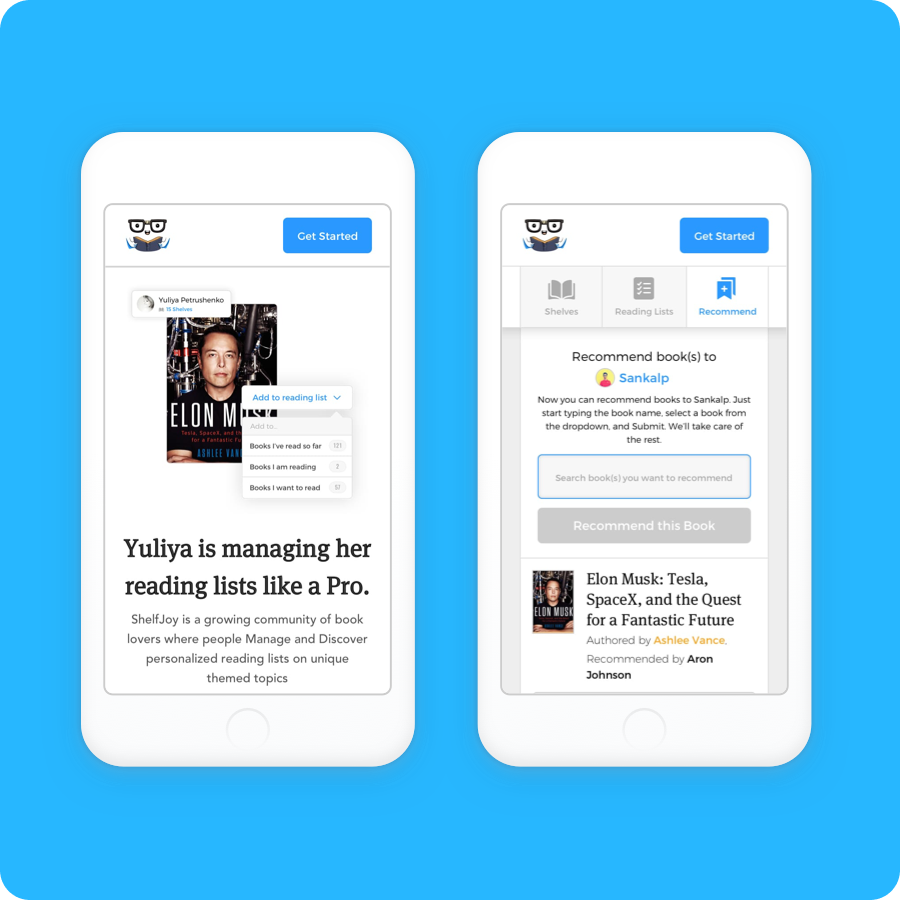 Get Started
Yuliya Petrushenko
15 Shelves
Add to reading list
ELON MUSK
Add to..
Tesla, SpaceX, and the
for a Fantastic Future
Books I've read so far 121
ASHLEE VANCE
Books I am reading 2
Books I want to read 57
Yuliya is managing her
reading lists like a Pro.
ShelfJoy is a growing community of book
lovers where people Manage and Discover
personalized reading lists on unique
themed topics
Get Started
Shelves
Reading Lists
Recommend
Recommend book(s) to
Sankalp
Now you can recommend books to Sankalp. Just
start typing the book name, select a book from
the dropdown, and Submit. We'll take care of
the rest.
Search book(s) you want to recommend
Recommend this Book
ELON MUSK
Elon Musk: Tesla,
SpaceX, and the Quest
for a Fantastic Future
Authored by Ashlee Vance,
Recommended by Aron
Johnson